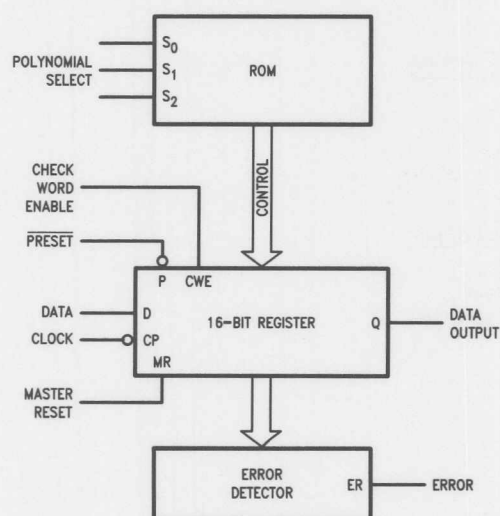 S0
POLYNOMIAL
SELECT
S1
ROM
S2
CONTROL
CHECK
WORD
ENABLE
PRESET
P
CWE
DATA
D
16-BIT REGISTER
Q
DATA
OUTPUT
CLOCK
CP
MR
MASTER
RESET
ERROR
DETECTOR
ER
ERROR